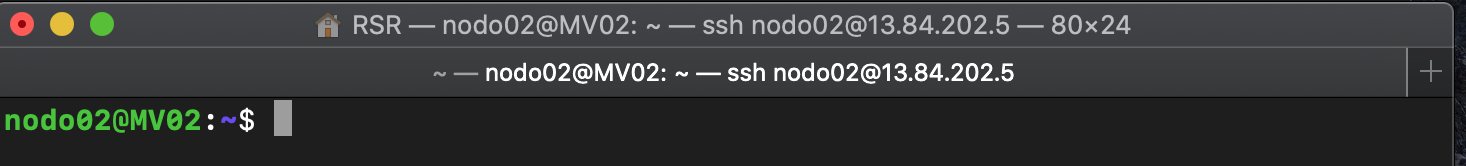 RSR — nodo02@MV02: ~ — ssh nodo02@13.84.202.5 — 80×24
~ — nodo02@MV02: ~ — ssh nodo02@13.84.202.5
nodo02@MV02:~$